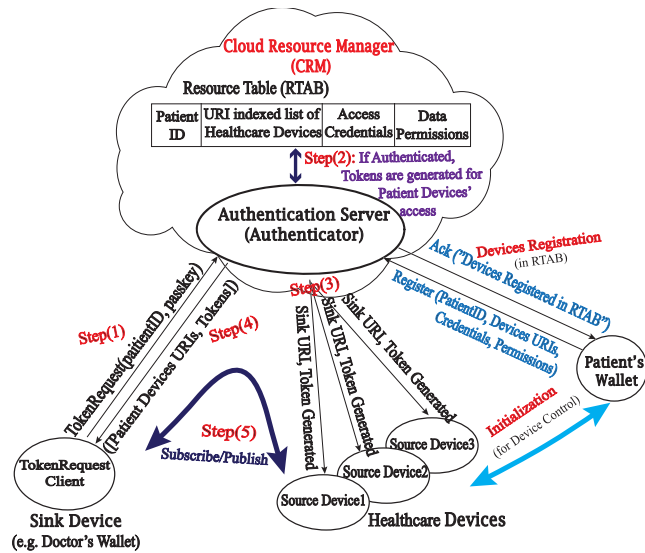 Cloud Resource Manager
(CRM)
Resource Table (RTAB)
Patient ID
URI indexed list of Healthcare Devices
Access Credentials
Data Permissions
Step(2): If Authenticated,
Tokens are generated for
Patient Devices'
access
Authentication Server
(Authenticator)
Step(3)
Ack ("Devices Registered in RTAB")
Devices Registration
(in RTAB)
Register (PatientID, Devices URIs,
Credentials, Permissions)
Step(1)
TokenRequest(paitientID, passkey)
Step(4)
([Patient Devices URIs, Tokens])
Sink URI, Token Generated
Sink URI, Token Generated
Sink URI, Token Generated
Patient's
Wallet
Initialization
(for Device Control)
Step(5)
Subscribe/Publish
TokenRequest
Client
Sink Device
(e.g. Doctor's Wallet)
Source Device3
Source Device2
Source Device1
Healthcare Devices